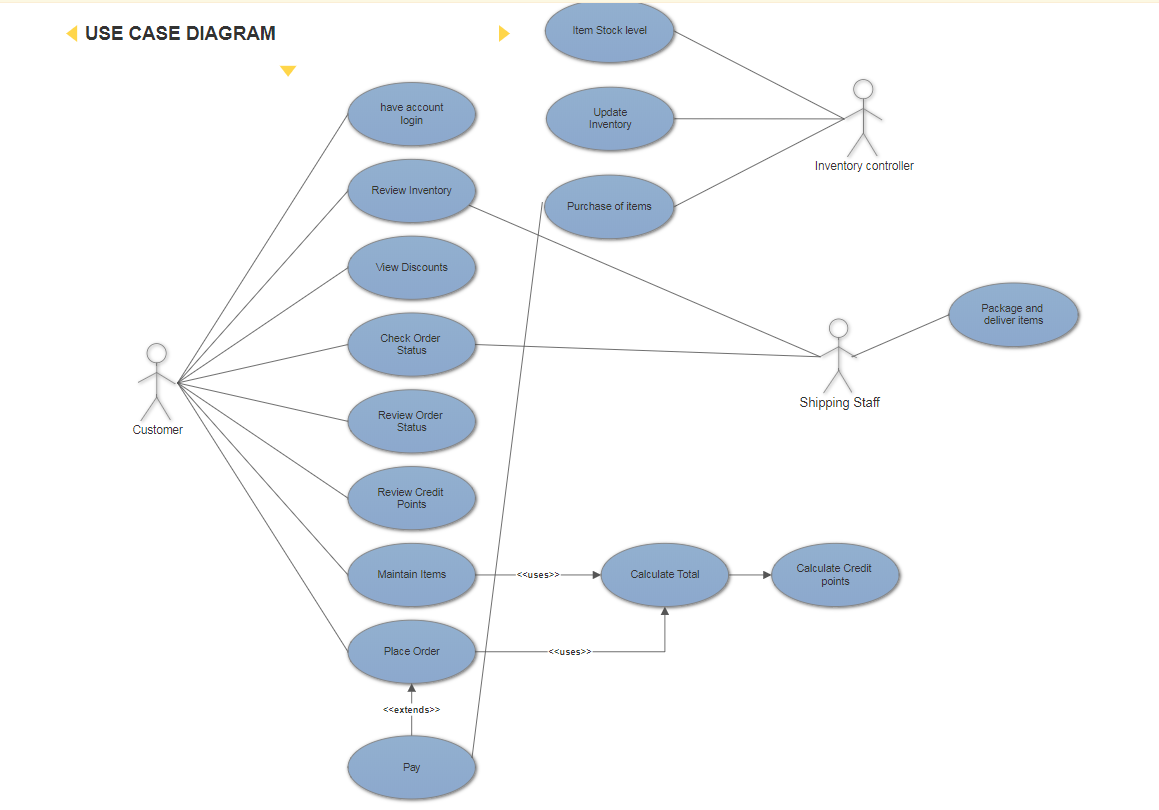 USE CASE DIAGRAM
Item Stock level
have account
login
Update
Inventory
Inventory controller
Review Inventory
Purchase of items
View Discounts
Package and
deliver items
Check Order
Status
Shipping Staff
Customer
Review Order
Status
Review Credit
Points
Maintain Items
<<uses>>
Calculate Total
Calculate Credit
points
Place Order
<<uses>>
<<extends>>
Pay